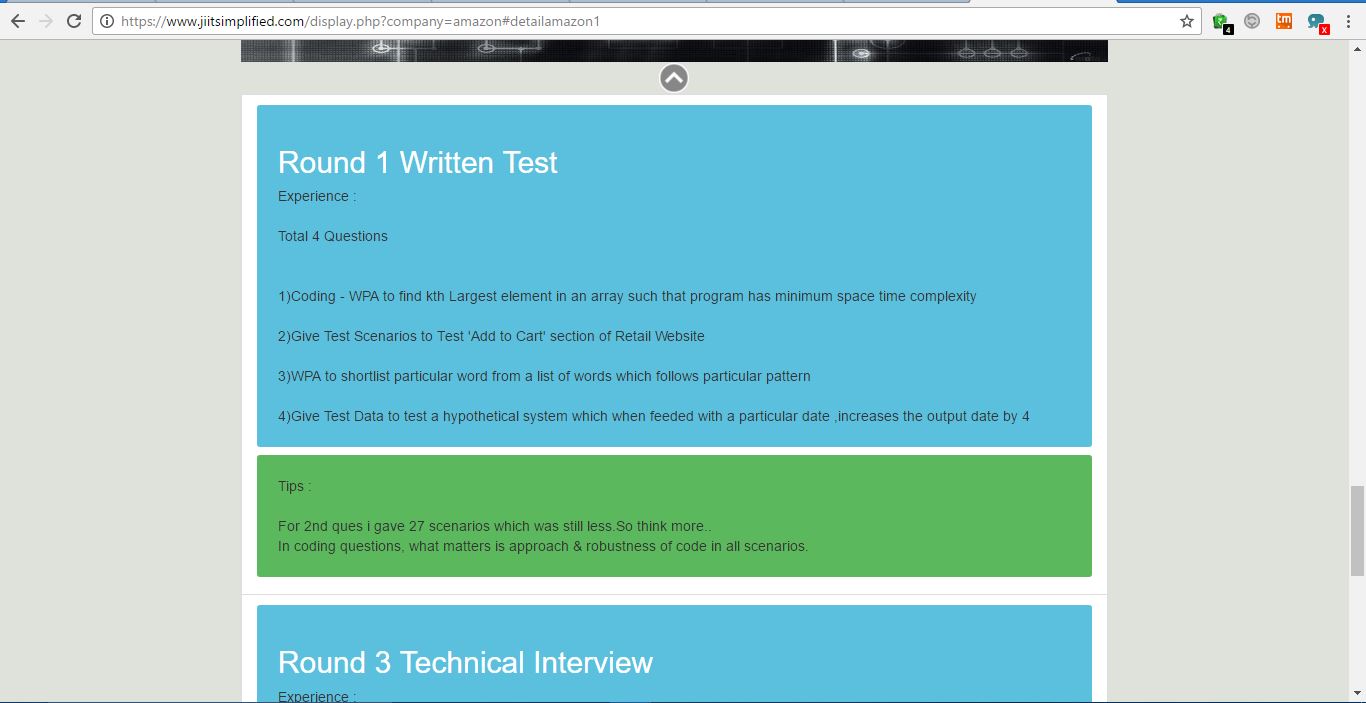 https://www.jiitsimplified.com/display.php?company=amazon#detailamazon1
4
tm
x
Round 1 Written Test
Experience :
Total 4 Questions
1)Coding - WPA to find kth Largest element in an array such that program has minimum space time complexity
2)Give Test Scenarios to Test 'Add to Cart' section of Retail Website
3)WPA to shortlist particular word from a list of words which follows particular pattern
4)Give Test Data to test a hypothetical system which when feeded with a particular date ,increases the output date by 4
Tips :
For 2nd ques i gave 27 scenarios which was still less.So think more..
In coding questions, what matters is approach & robustness of code in all scenarios.
Round 3 Technical Interview
Experience :